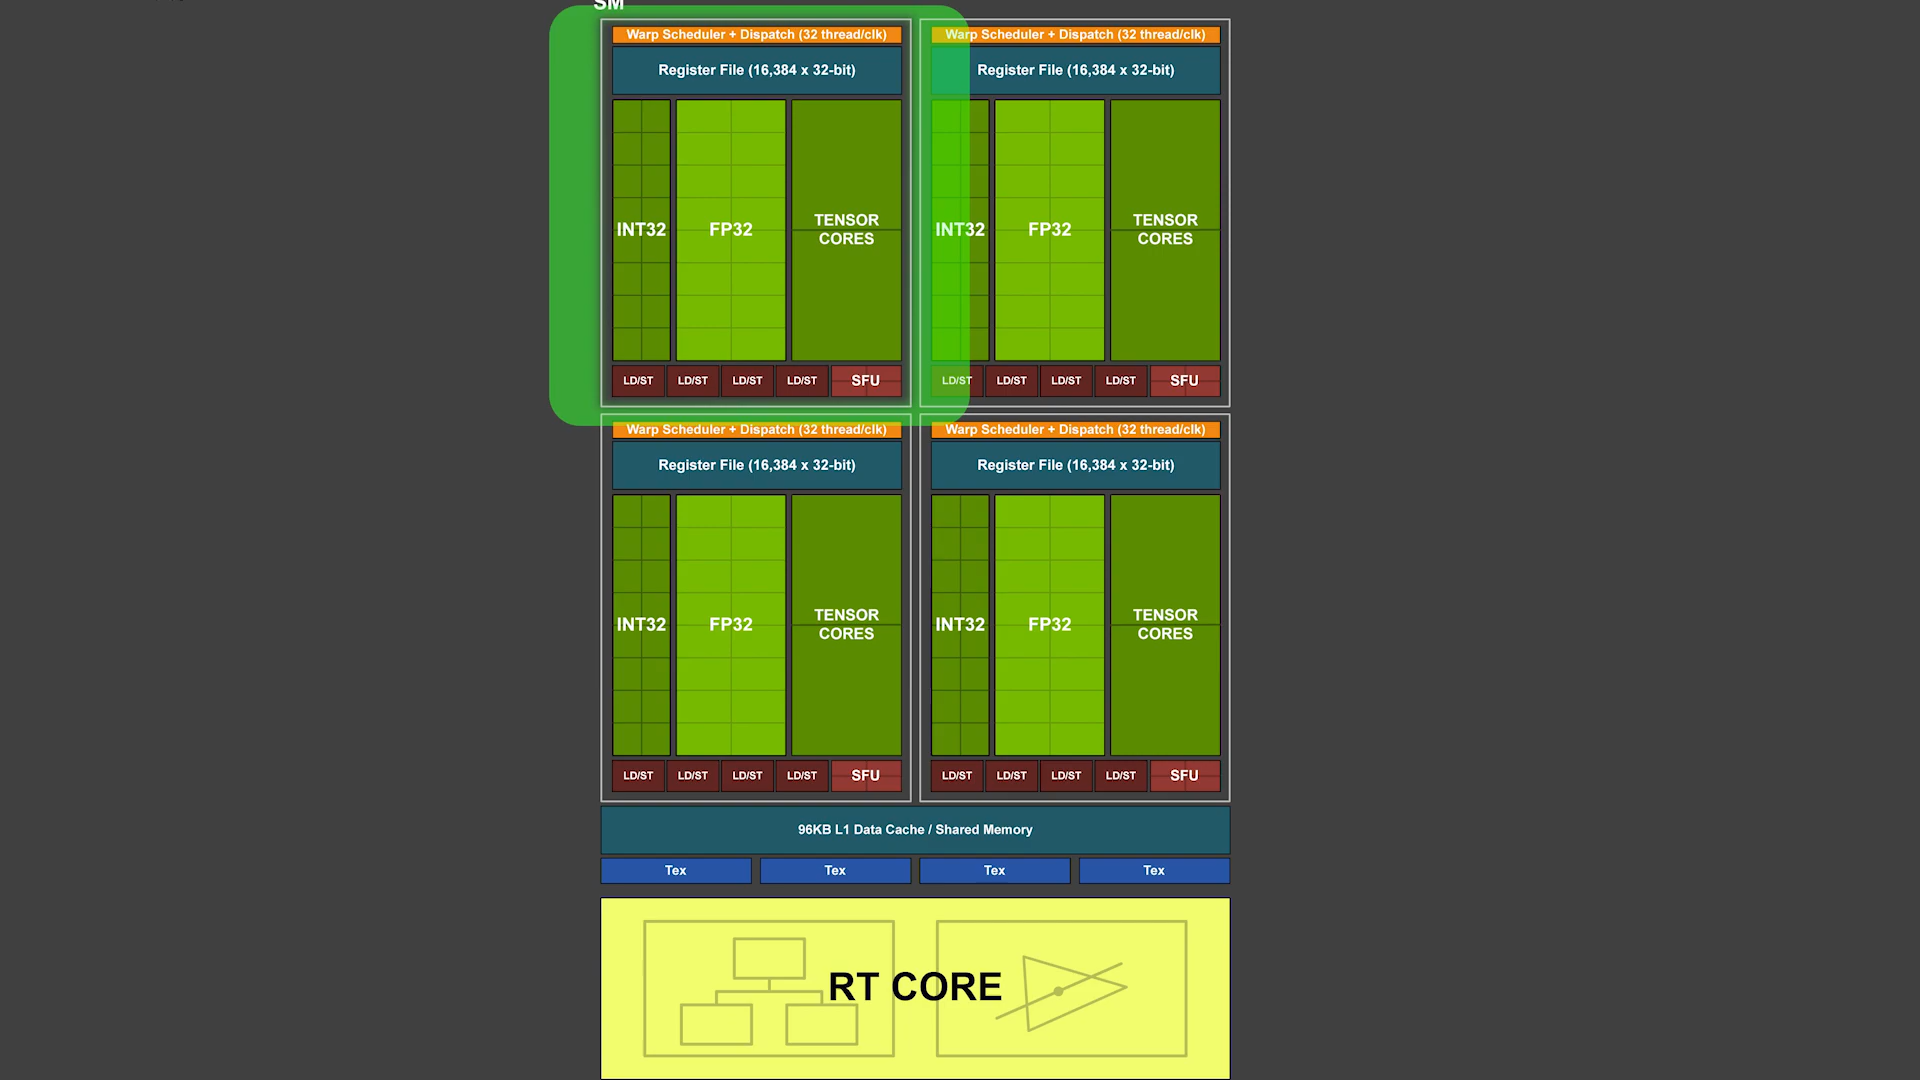 SM
Warp Scheduler + Dispatch (32 thread/clk)
Register File (16,384 x 32-bit)
INT32
FP32
TENSOR
CORES
LD/ST
LD/ST
LD/ST
LD/ST
SFU
Warp Scheduler + Dispatch (32 thread/clk)
Register File (16,384 x 32-bit)
INT32
FP32
TENSOR
CORES
LD/ST
LD/ST
LD/ST
LD/ST
SFU
Warp Scheduler + Dispatch (32 thread/clk)
Register File (16,384 x 32-bit)
INT32
FP32
TENSOR
CORES
LD/ST
LD/ST
LD/ST
LD/ST
SFU
Warp Scheduler + Dispatch (32 thread/clk)
Register File (16,384 x 32-bit)
INT32
FP32
TENSOR
CORES
LD/ST
LD/ST
LD/ST
LD/ST
SFU
96KB L1 Data Cache / Shared Memory
Tex
Tex
Tex
Tex
RT CORE